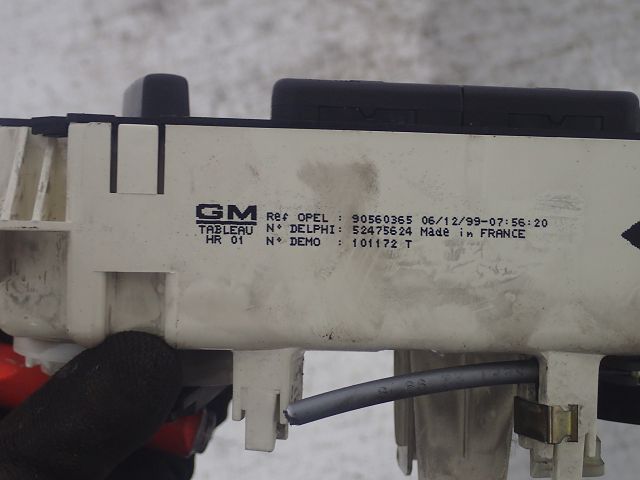 GM Ref OPEL : 90560365 06/12/99-07:56:20
TABLEAU N° DELPHI: 52475624 Made in FRANCE
HR 01 N° DEMO : 101172 T